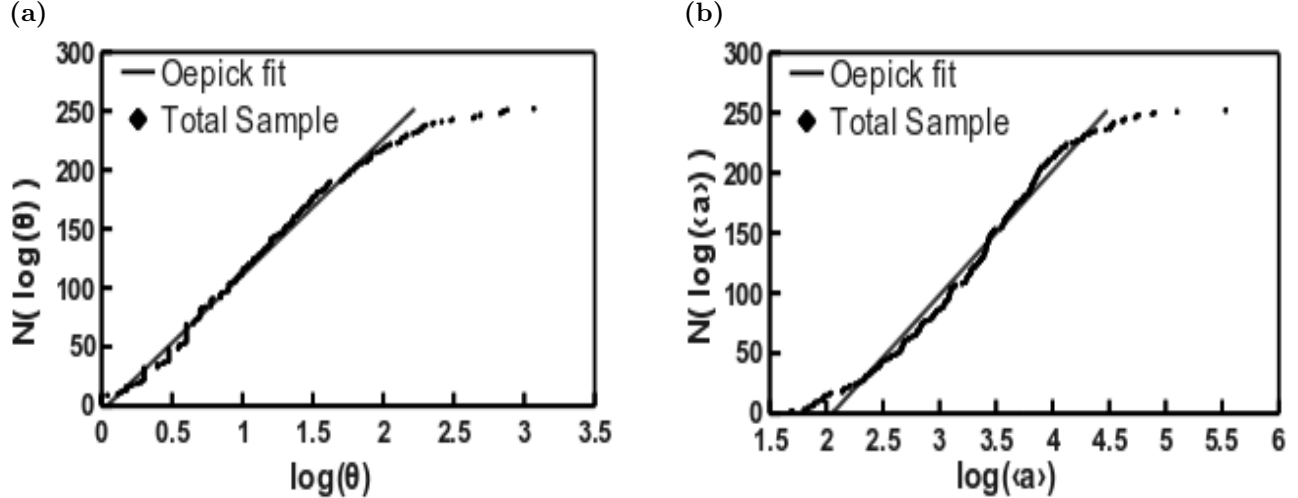 (a)
300
250
200
150
100
50
0
N( log(θ) )
Oepick fit
Total Sample
0 0.5 1 1.5 2 2.5 3 3.5
log(θ)
(b)
300
250
200
150
100
50
0
N( log(‹a›) )
Oepick fit
Total Sample
1.5 2 2.5 3 3.5 4 4.5 5 5.5 6
log(‹a›)